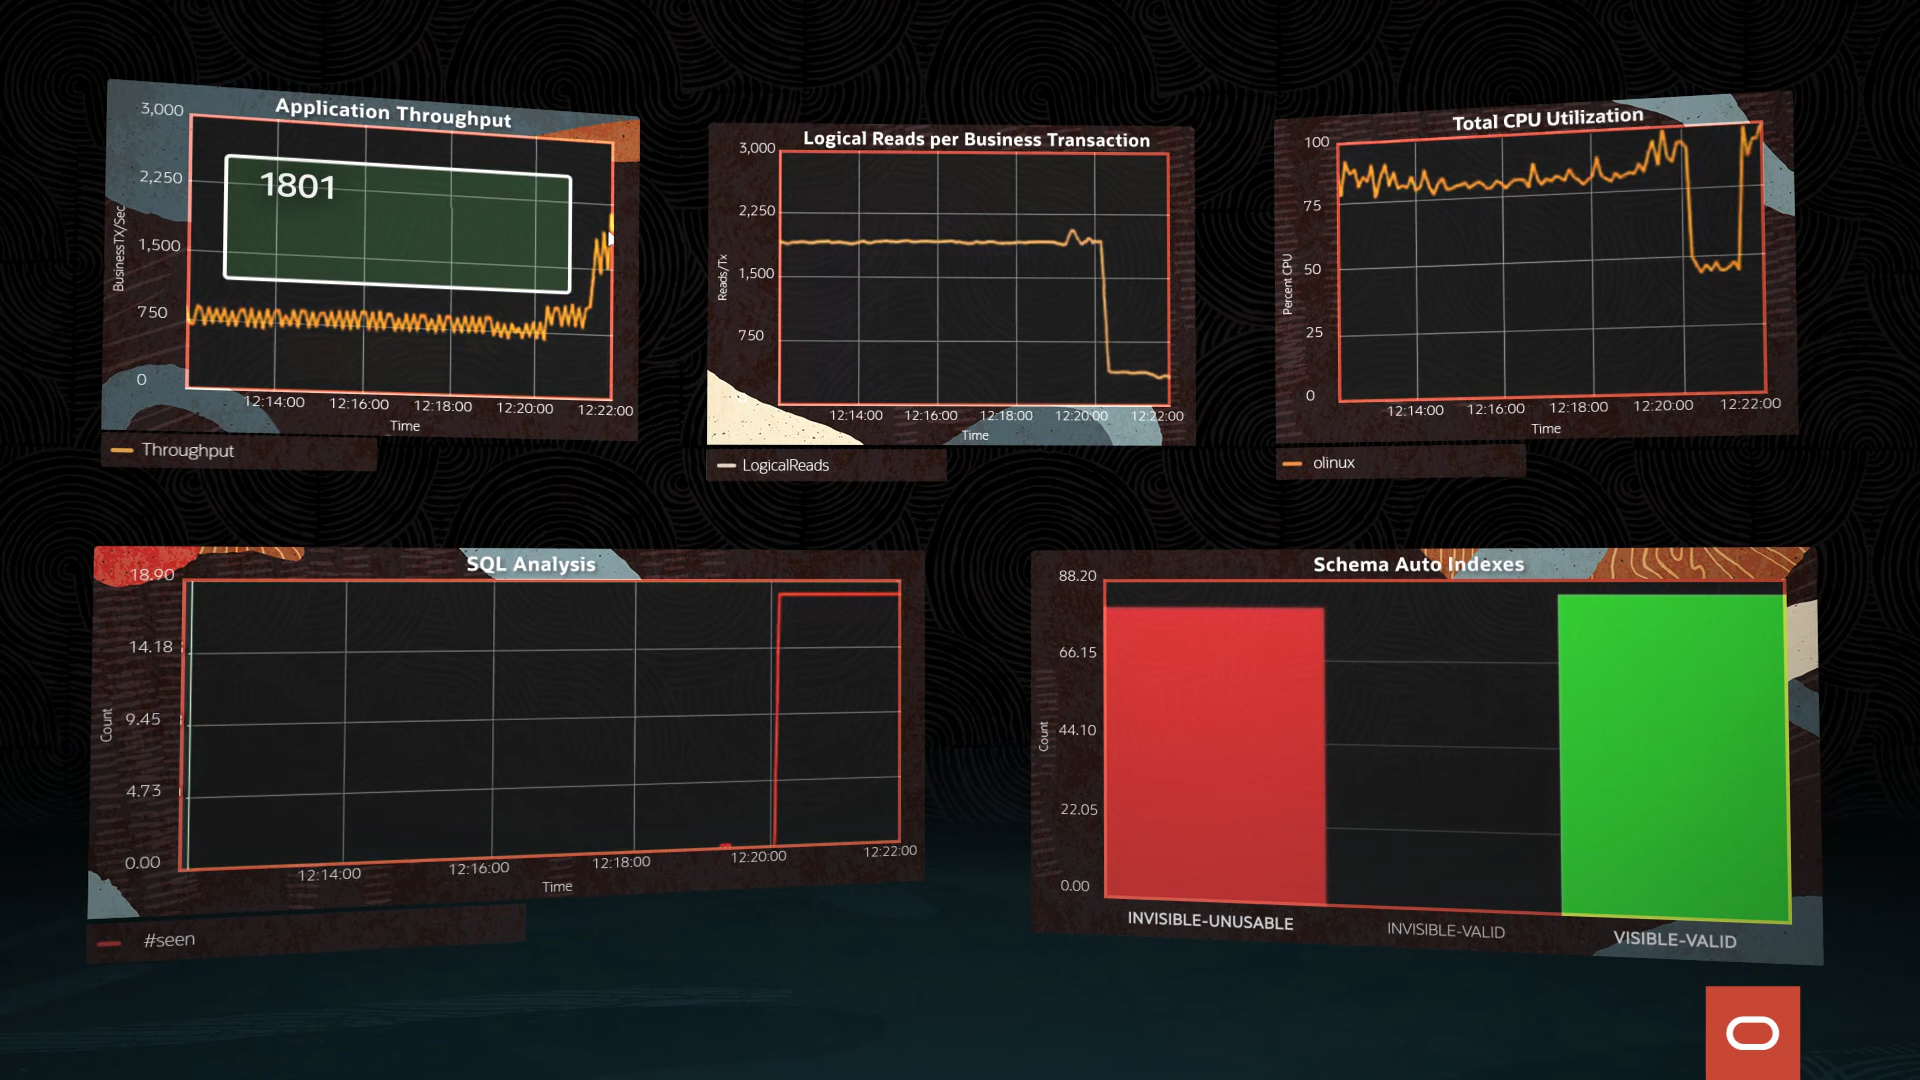 Application Throughput
3,000
2,250
1,500
750
0
BusinessTX/Sec
1801
12:14:00 12:16:00 12:18:00 12:20:00 12:22:00
Time
Throughput
Logical Reads per Business Transaction
3,000
2,250
1,500
750
Reads/Tx
12:14:00 12:16:00 12:18:00 12:20:00 12:22:00
Time
LogicalReads
Total CPU Utilization
100
75
50
25
0
Percent CPU
12:14:00 12:16:00 12:18:00 12:20:00 12:22:00
Time
olinux
SQL Analysis
18.90
14.18
9.45
4.73
0.00
Count
12:14:00 12:16:00 12:18:00 12:20:00 12:22:00
Time
#seen
Schema Auto Indexes
88.20
66.15
44.10
22.05
0.00
Count
INVISIBLE-UNUSABLE INVISIBLE-VALID VISIBLE-VALID